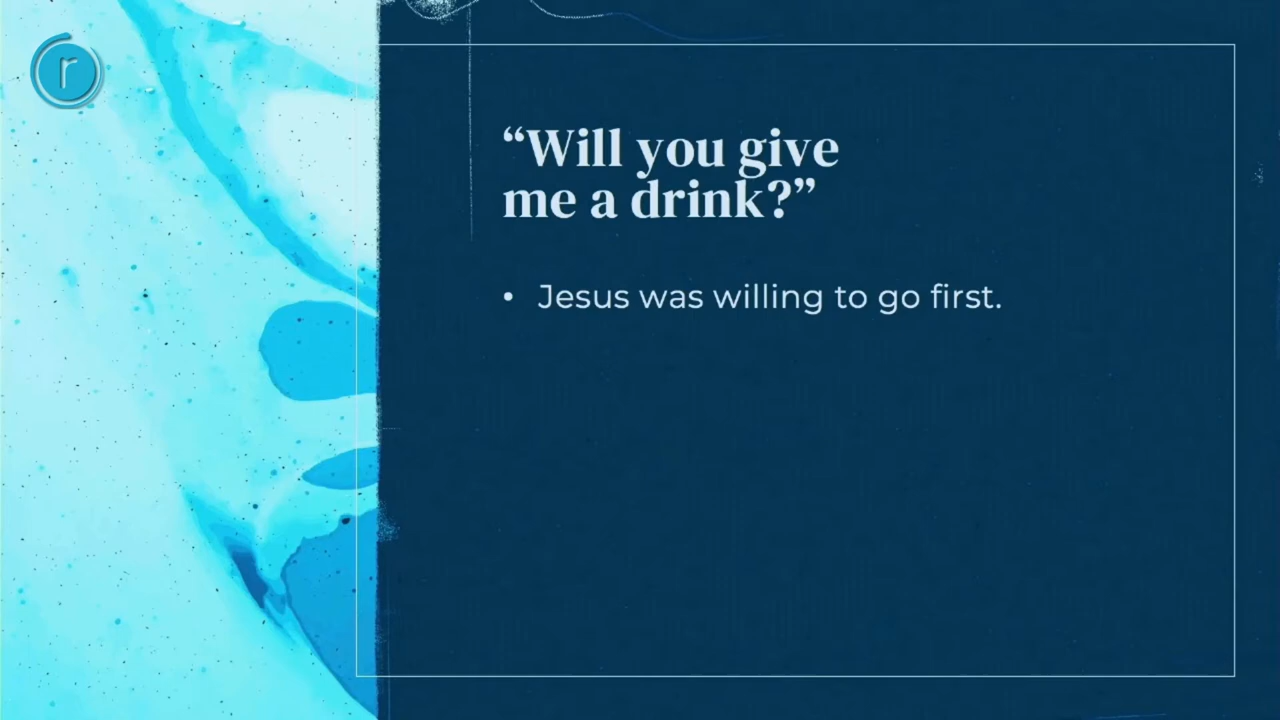 r
“Will you give
me a drink?”
• Jesus was willing to go first.